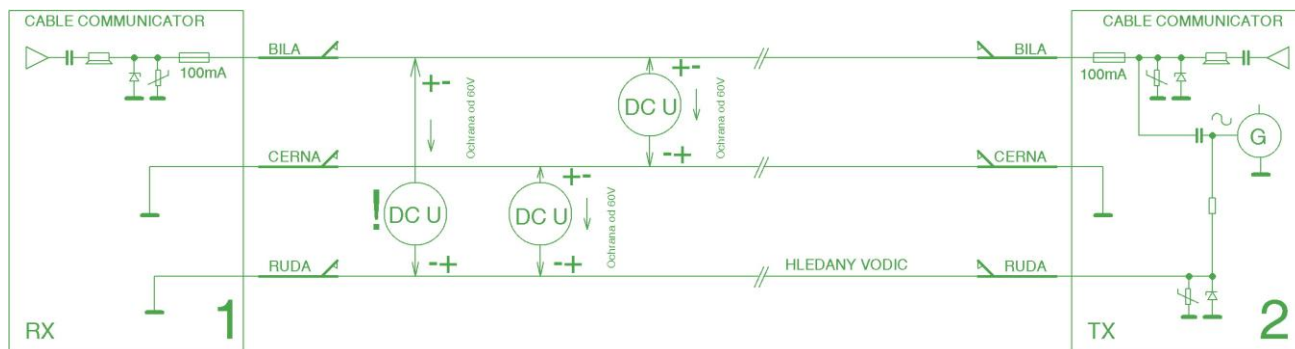 CABLE COMMUNICATOR
CABLE COMMUNICATOR
BILA
BILA
100mA
100mA
+-
+-
Ochrana od 60V
DC U
Ochrana od 60V
G
-+
CERNA
CERNA
+-
! DC U
DC U
Ochrana od 60V
RUDA
-+
-+
HLEDANY VODIC
RUDA
RX
1
TX
2